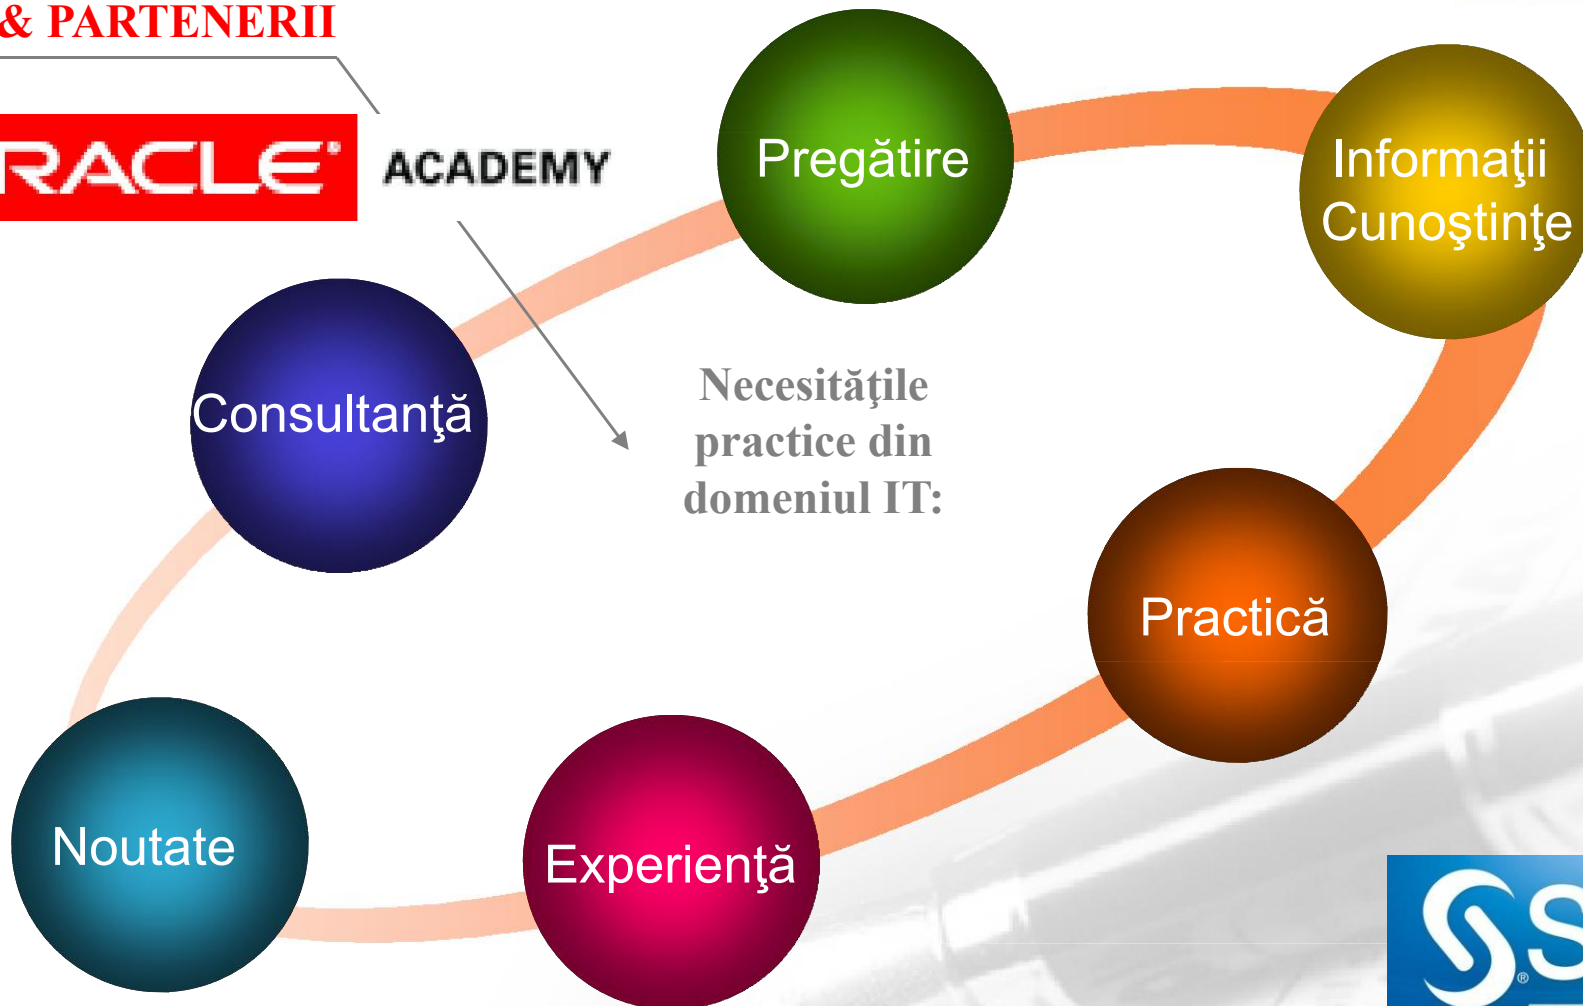 & PARTENERII
RACLE ACADEMY
Pregătire
Informaţii
Cunoştinţe
Consultanţă
Necesităţile
practice din
domeniul IT:
Practică
Noutate
Experienţă
S